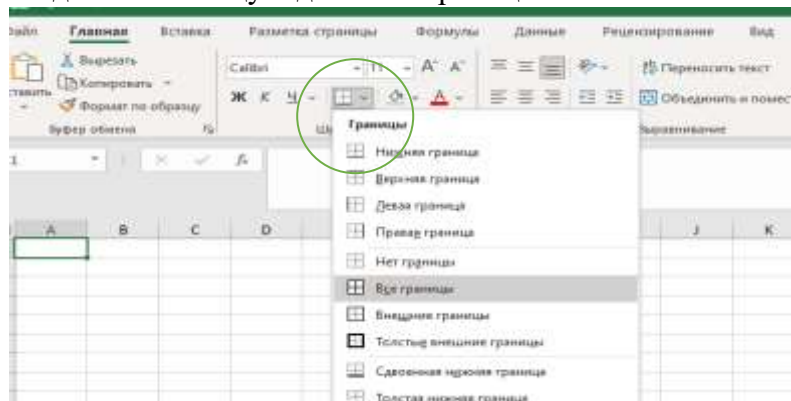 Главная Вставка Разметка страницы Формулы Данные Рецензирование Вид
Вырезать
Копировать
Формат по образцу
Буфер обмена
Calibri 11 A A
Ж К Ч
Переносить текст
Объединить и помес
Выравнивание
fx
A B C D J K
Границы
Нижняя граница
Верхняя граница
Левая граница
Правая граница
Нет границы
Все границы
Внешние границы
Толстые внешние границы
Сдвоенная нижняя граница
Толстая нижняя граница